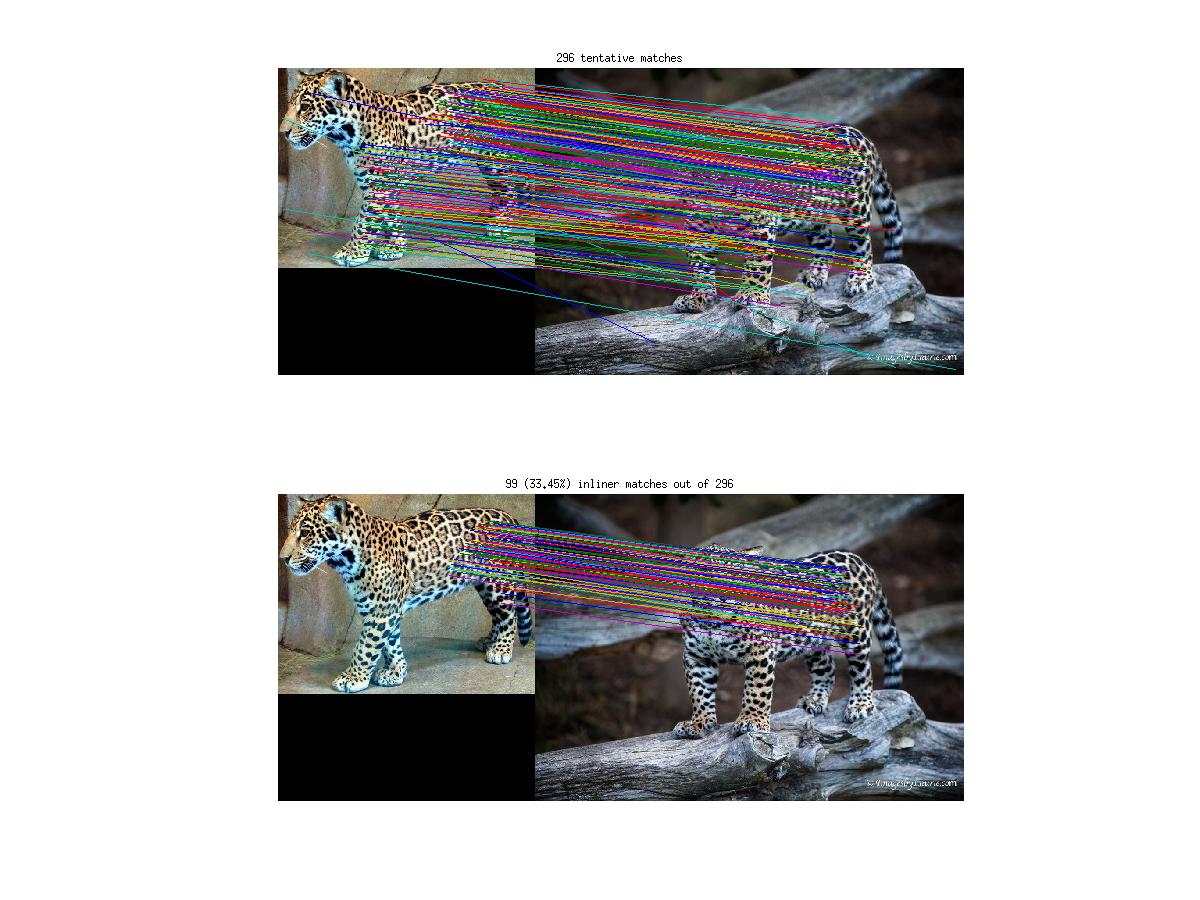 296 tentative matches
99 (33.45%) inliner matches out of 296